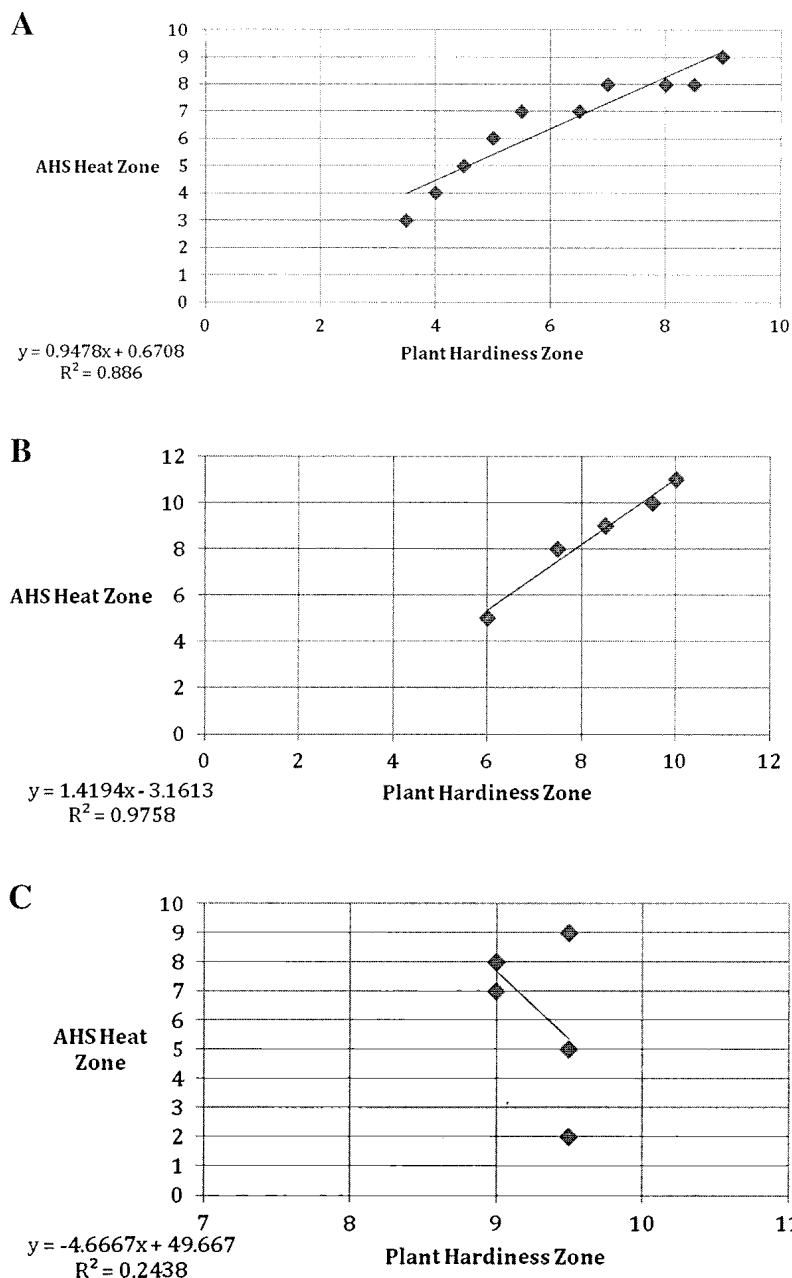 A
10
9
8
7
6
5
4
3
2
1
0
AHS Heat Zone
0 2 4 6 8 10
Plant Hardiness Zone
y = 0.9478x + 0.6708
R² = 0.886
B
12
10
8
6
4
2
0
AHS Heat Zone
0 2 4 6 8 10 12
Plant Hardiness Zone
y = 1.4194x - 3.1613
R² = 0.9758
C
10
9
8
7
6
5
4
3
2
1
0
AHS Heat
Zone
7 8 9 10 11
Plant Hardiness Zone
y = -4.6667x + 49.667
R² = 0.2438